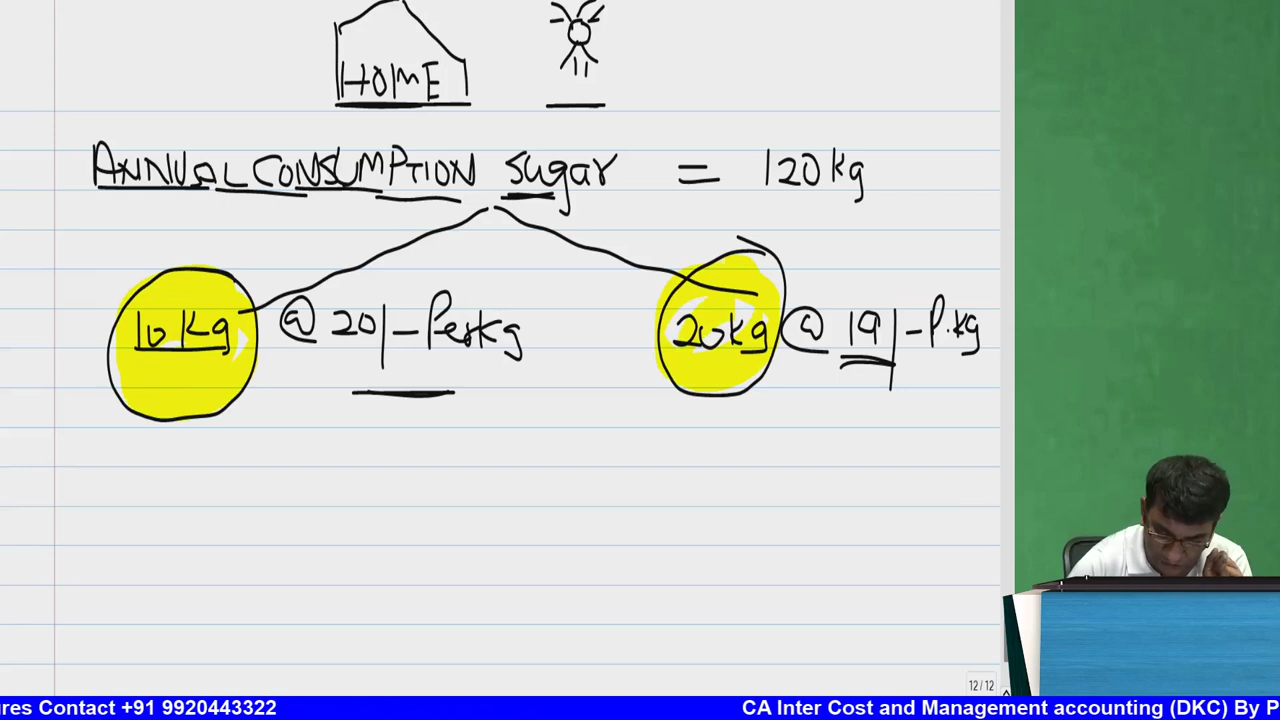 HOME
ANNUAL CONSUMPTION sugar = 120 kg
10 Kg @ 20/- Per kg 20 kg @ 19/- P. kg
12/12
ures Contact +91 9920443322 CA Inter Cost and Management accounting (DKC) By P